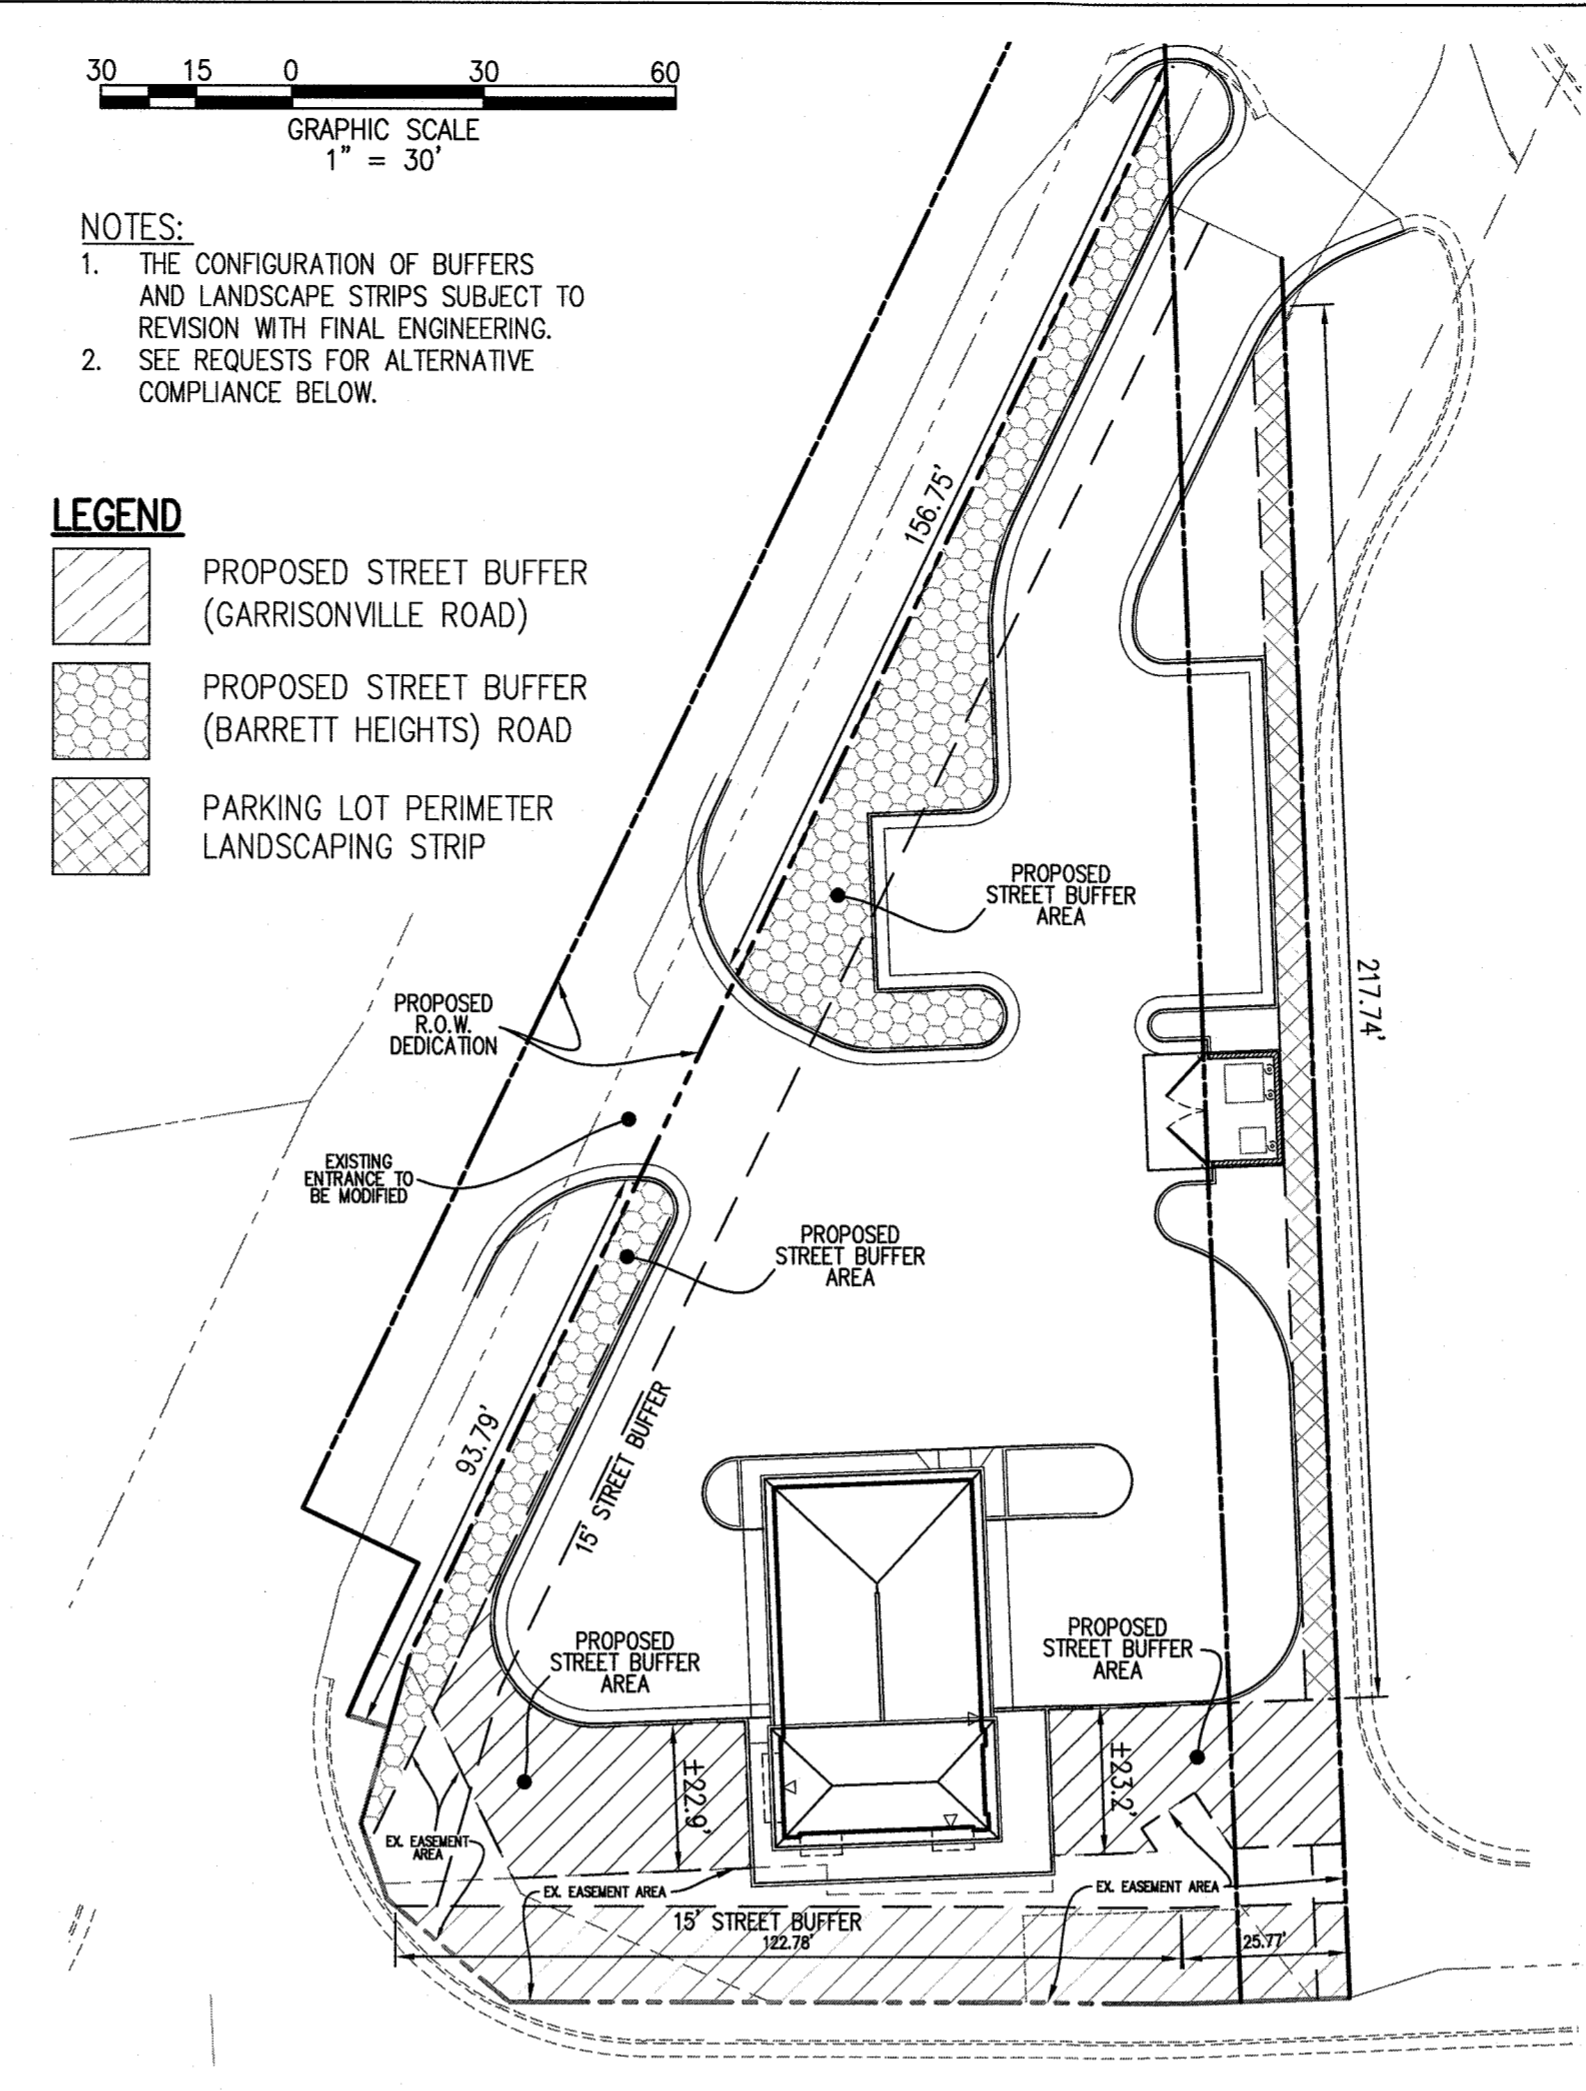 30 15 0 30 60
GRAPHIC SCALE
1" = 30'
NOTES:
1. THE CONFIGURATION OF BUFFERS
AND LANDSCAPE STRIPS SUBJECT TO
REVISION WITH FINAL ENGINEERING.
2. SEE REQUESTS FOR ALTERNATIVE
COMPLIANCE BELOW.
LEGEND
PROPOSED STREET BUFFER
(GARRISONVILLE ROAD)
PROPOSED STREET BUFFER
(BARRETT HEIGHTS) ROAD
PARKING LOT PERIMETER
LANDSCAPING STRIP
156.75'
PROPOSED
STREET BUFFER
AREA
217.74'
PROPOSED
R.O.W.
DEDICATION
EXISTING
ENTRANCE TO
BE MODIFIED
PROPOSED
STREET BUFFER
AREA
93.79'
15' STREET BUFFER
PROPOSED
STREET BUFFER
AREA
PROPOSED
STREET BUFFER
AREA
±22.9'
±23.2'
EX. EASEMENT
AREA
EX. EASEMENT AREA
EX. EASEMENT AREA
15' STREET BUFFER
122.78'
25.77'